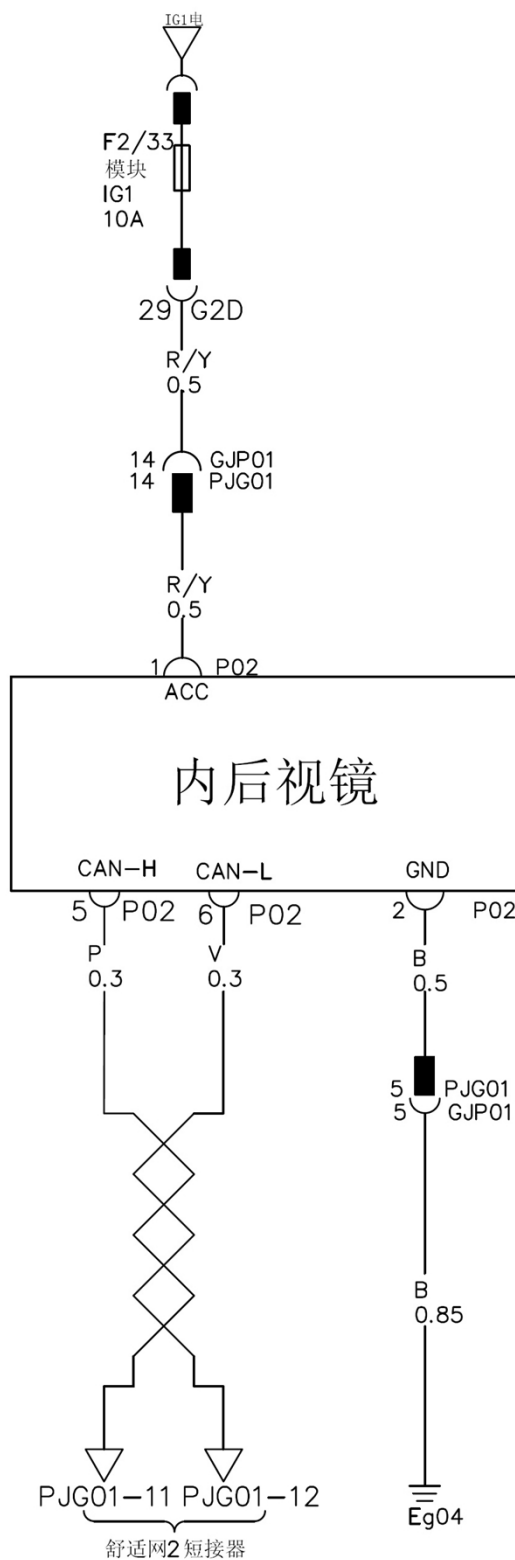 IG1电
F2/33
模块
IG1
10A
29 G2D
R/Y
0.5
14 GJP01
14 PJG01
R/Y
0.5
1 P02
ACC
内后视镜
CAN-H CAN-L GND
5 P02 6 P02 2 P02
P V B
0.3 0.3 0.5
5 PJG01
5 GJP01
B
0.85
PJG01-11 PJG01-12
Eg04
舒适网2 短接器